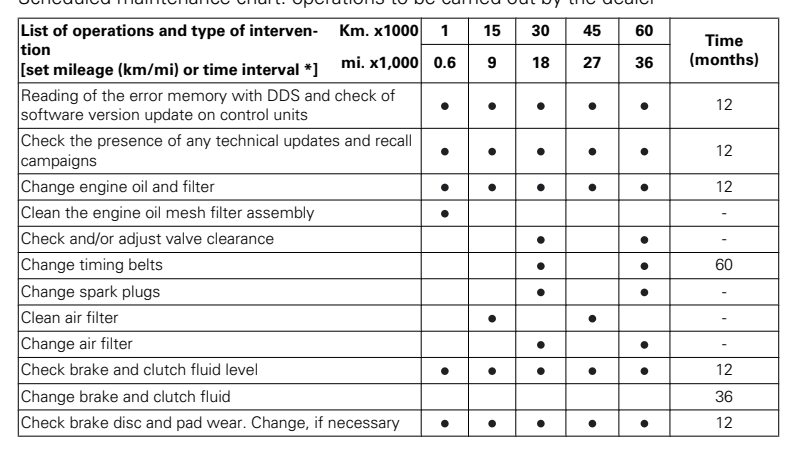 Scheduled maintenance chart: operations to be carried out by the dealer
List of operations and type of interven- Km. x1000 1 15 30 45 60 Time
tion
[set mileage (km/mi) or time interval *] mi. x1,000 0.6 9 18 27 36 (months)
Reading of the error memory with DDS and check of
software version update on control units ● ● ● ● ● 12
Check the presence of any technical updates and recall
campaigns ● ● ● ● ● 12
Change engine oil and filter ● ● ● ● ● 12
Clean the engine oil mesh filter assembly ● -
Check and/or adjust valve clearance ● ● -
Change timing belts ● ● 60
Change spark plugs ● ● -
Clean air filter ● ● -
Change air filter ● ● -
Check brake and clutch fluid level ● ● ● ● ● 12
Change brake and clutch fluid 36
Check brake disc and pad wear. Change, if necessary ● ● ● ● ● 12